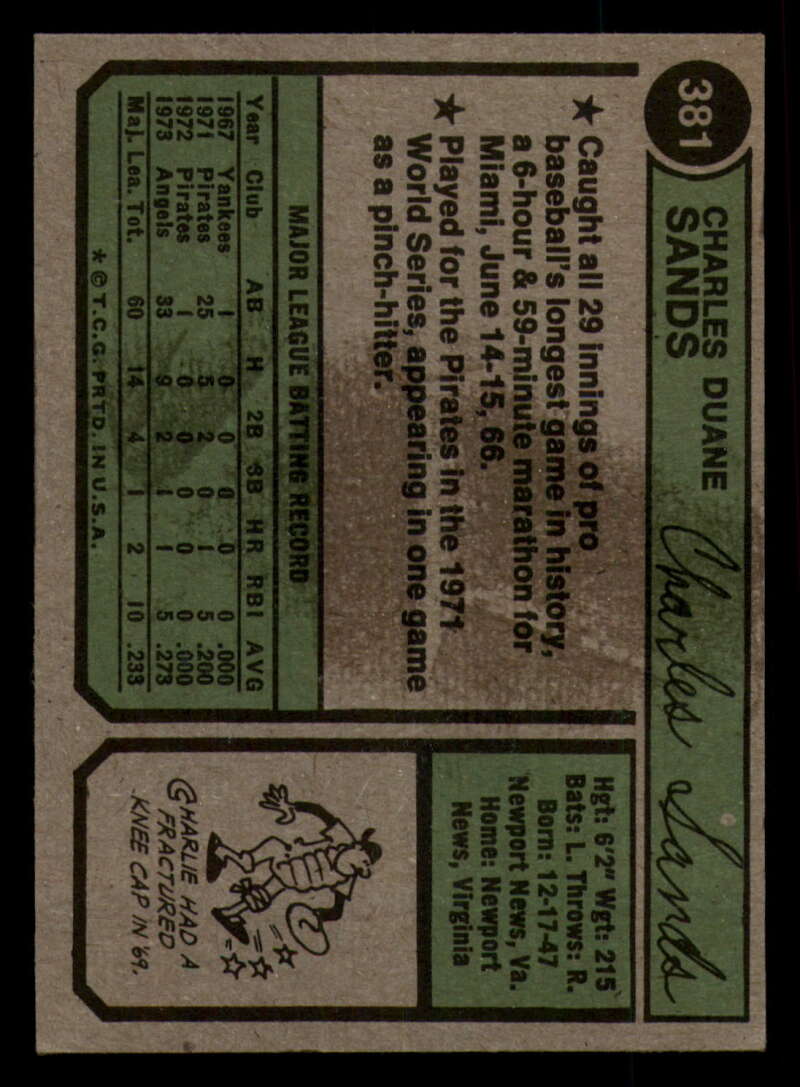 381
CHARLES DUANE
SANDS
Charles Sands
★ Caught all 29 innings of pro
baseball's longest game in history,
a 6-hour & 59-minute marathon for
Miami, June 14-15, 66.
★ Played for the Pirates in the 1971
World Series, appearing in one game
as a pinch-hitter.
MAJOR LEAGUE BATTING RECORD
Year Club AB H 2B 3B HR RBI AVG
1967 Yankees 1 0 0 0 0 0 .000
1971 Pirates 25 5 2 0 1 5 .200
1972 Pirates 1 0 0 0 0 0 .000
1973 Angels 33 9 2 1 1 5 .273
Maj. Lea. Tot. 60 14 4 1 2 10 .233
* © T.C.G. PRTD. IN U.S.A.
Hgt: 6'2" Wgt: 215
Bats: L. Throws: R.
Born: 12-17-47
Newport News, Va.
Home: Newport
News, Virginia
CHARLIE HAD A
FRACTURED
KNEE CAP IN '69.